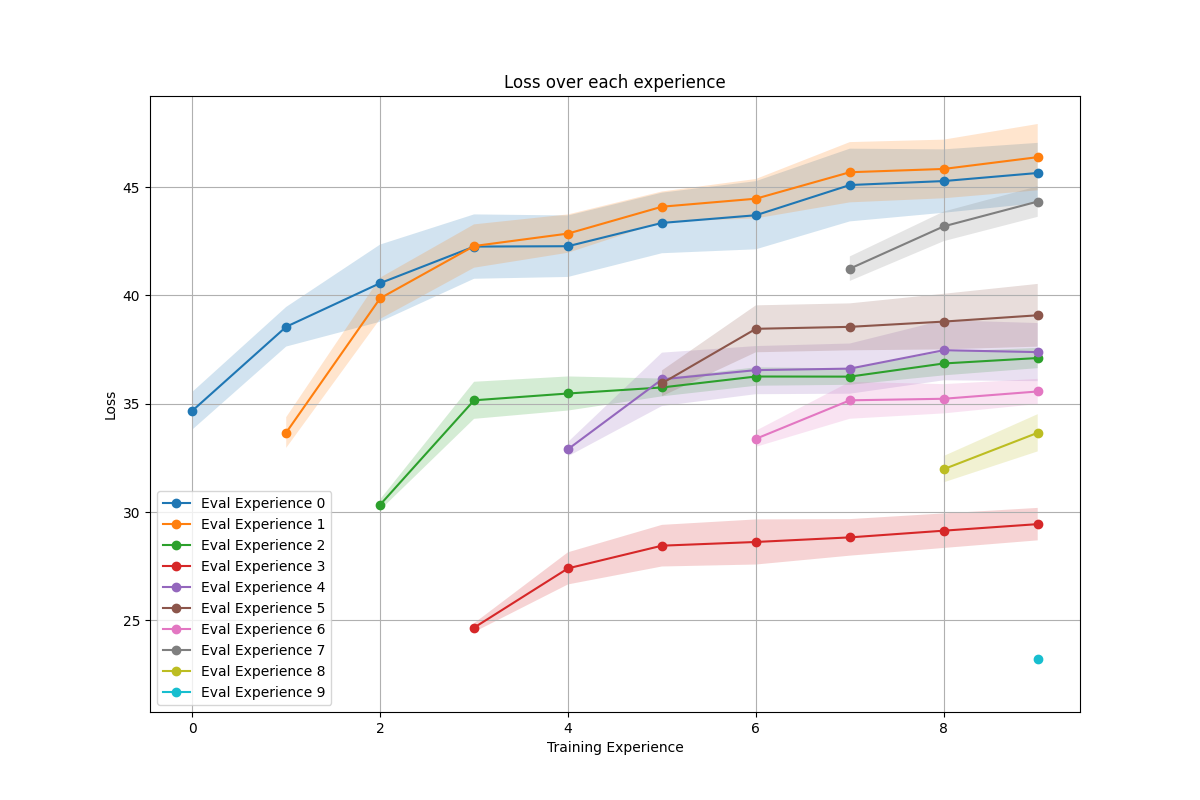 Loss over each experience
Loss
45
40
35
30
25
Eval Experience 0
Eval Experience 1
Eval Experience 2
Eval Experience 3
Eval Experience 4
Eval Experience 5
Eval Experience 6
Eval Experience 7
Eval Experience 8
Eval Experience 9
0 2 4 6 8
Training Experience